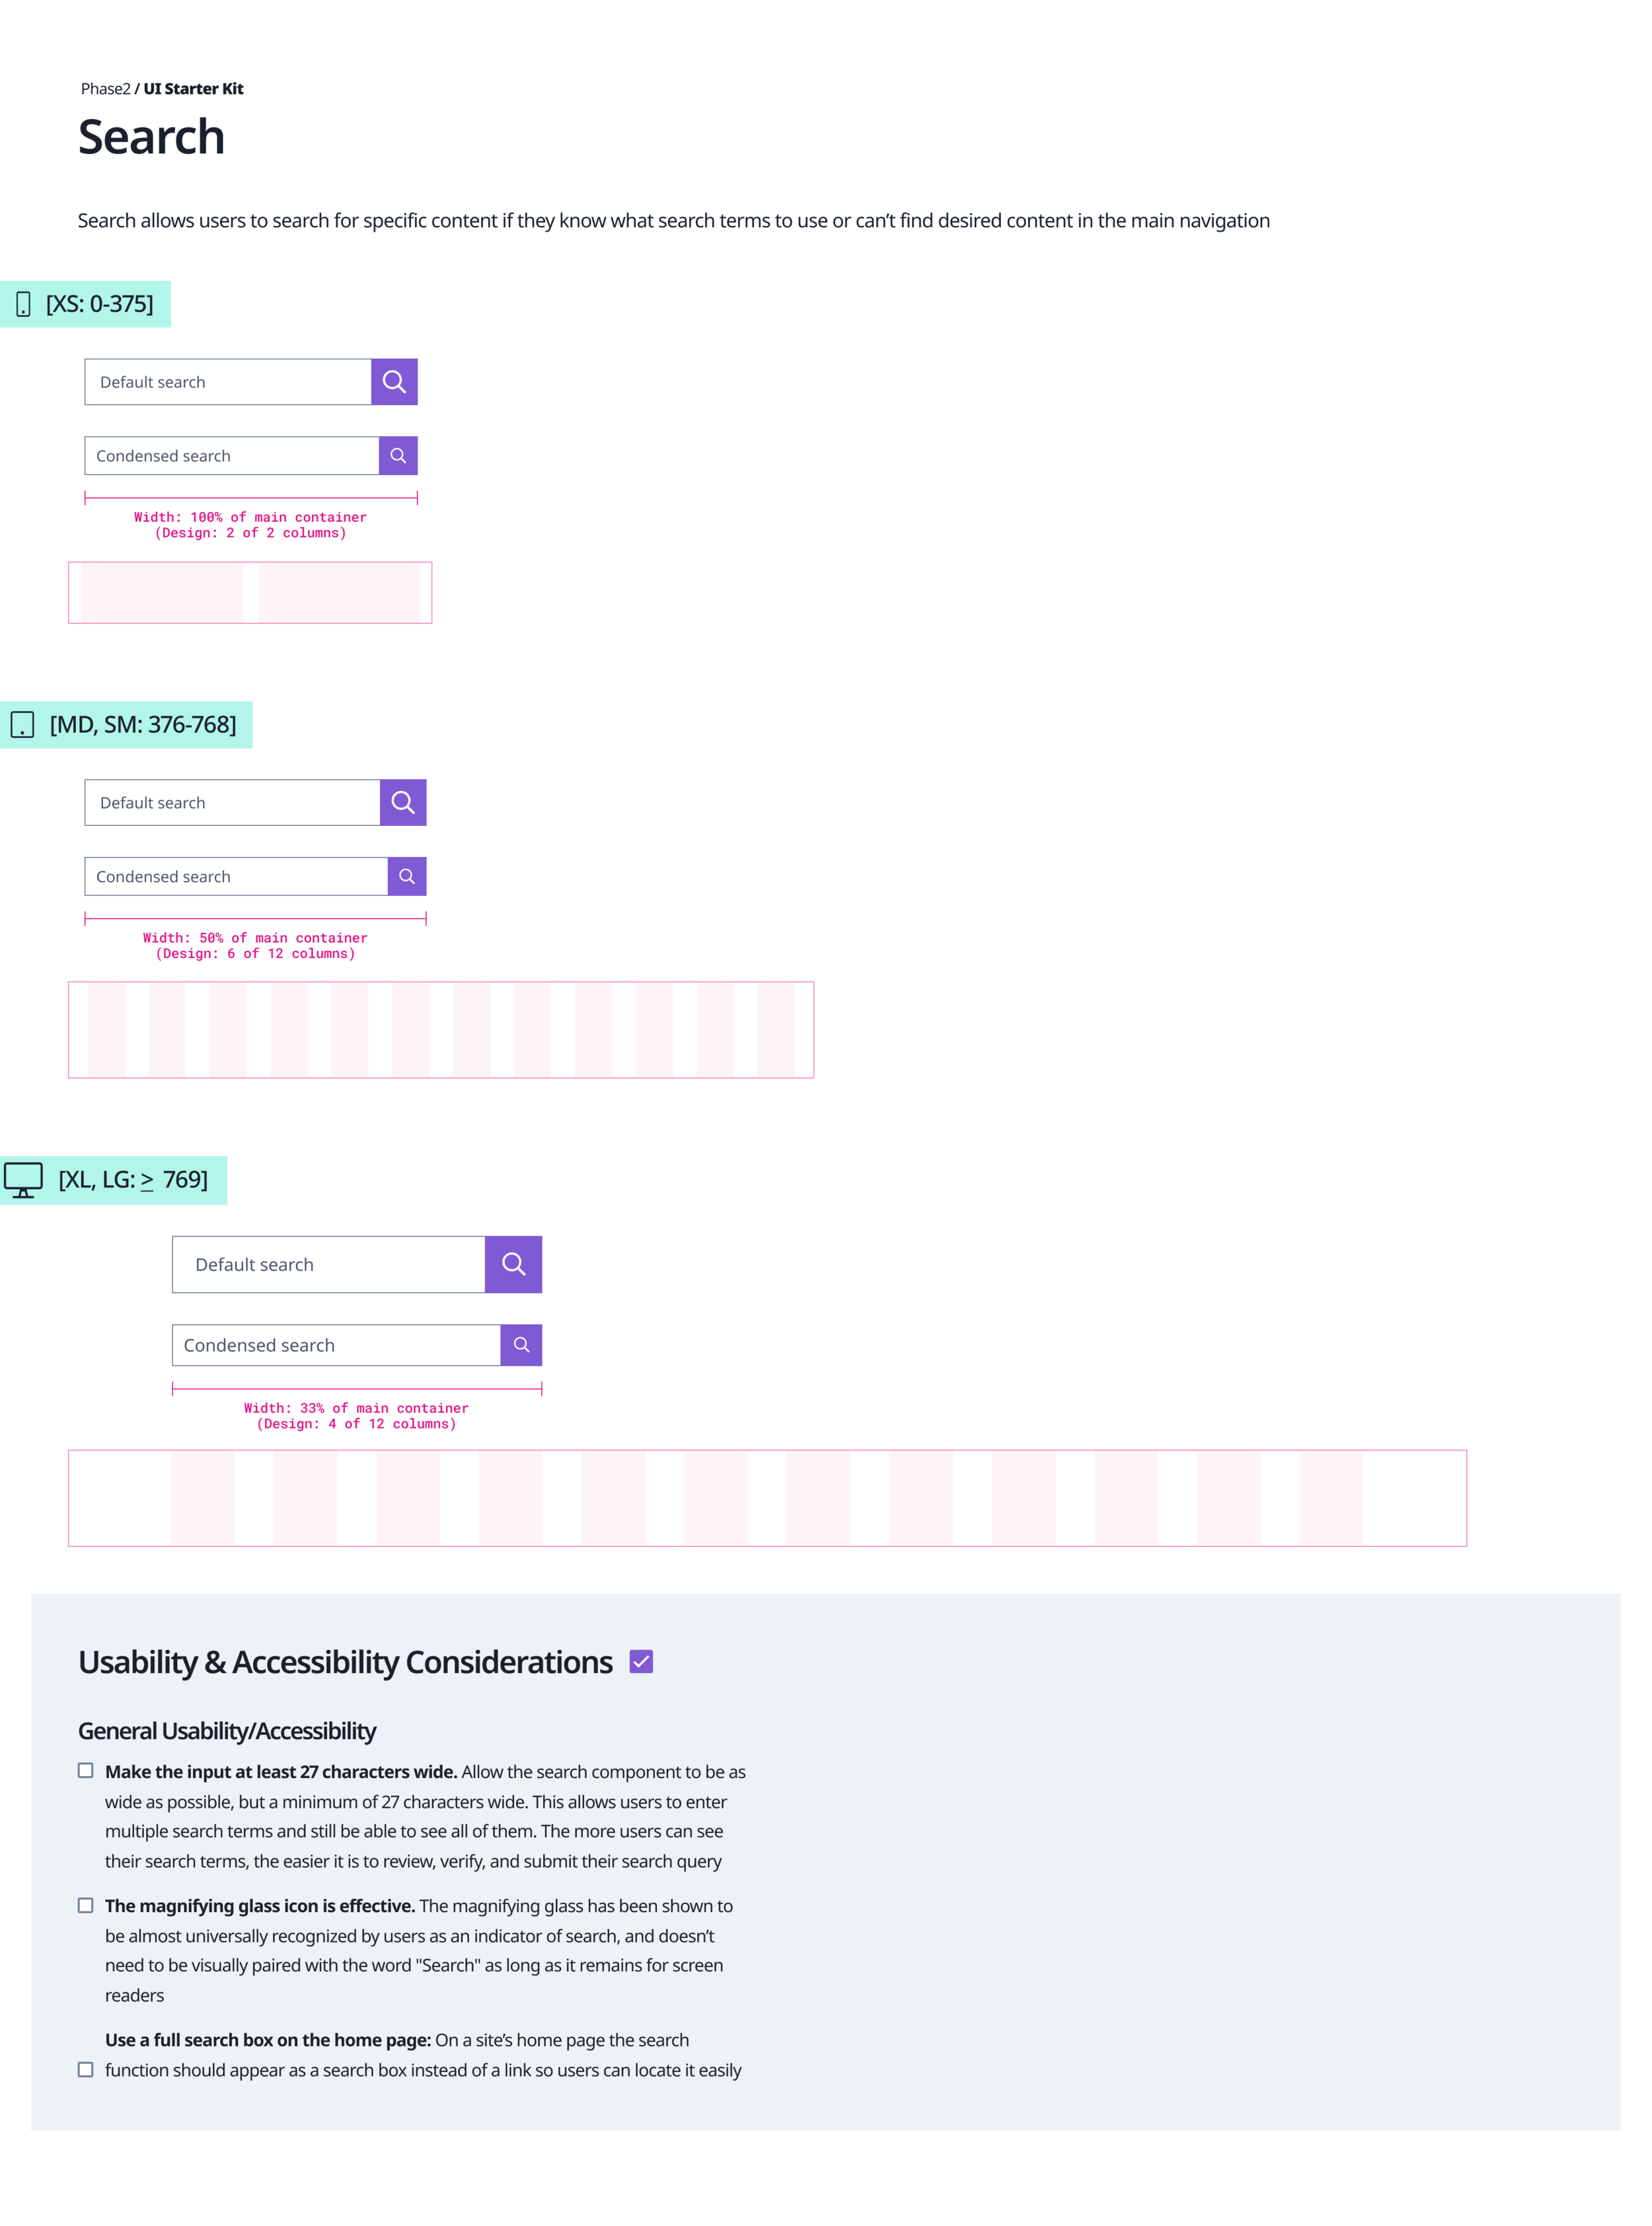 Phase2 / UI Starter Kit
Search
Search allows users to search for specific content if they know what search terms to use or can’t find desired content in the main navigation
[XS: 0-375]
Default search
Condensed search
Width: 100% of main container
(Design: 2 of 2 columns)
[MD, SM: 376-768]
Default search
Condensed search
Width: 50% of main container
(Design: 6 of 12 columns)
[XL, LG: > 769]
Default search
Condensed search
Width: 33% of main container
(Design: 4 of 12 columns)
Usability & Accessibility Considerations
General Usability/Accessibility
Make the input at least 27 characters wide. Allow the search component to be as
wide as possible, but a minimum of 27 characters wide. This allows users to enter
multiple search terms and still be able to see all of them. The more users can see
their search terms, the easier it is to review, verify, and submit their search query
The magnifying glass icon is effective. The magnifying glass has been shown to
be almost universally recognized by users as an indicator of search, and doesn’t
need to be visually paired with the word "Search" as long as it remains for screen
readers
Use a full search box on the home page: On a site’s home page the search
function should appear as a search box instead of a link so users can locate it easily